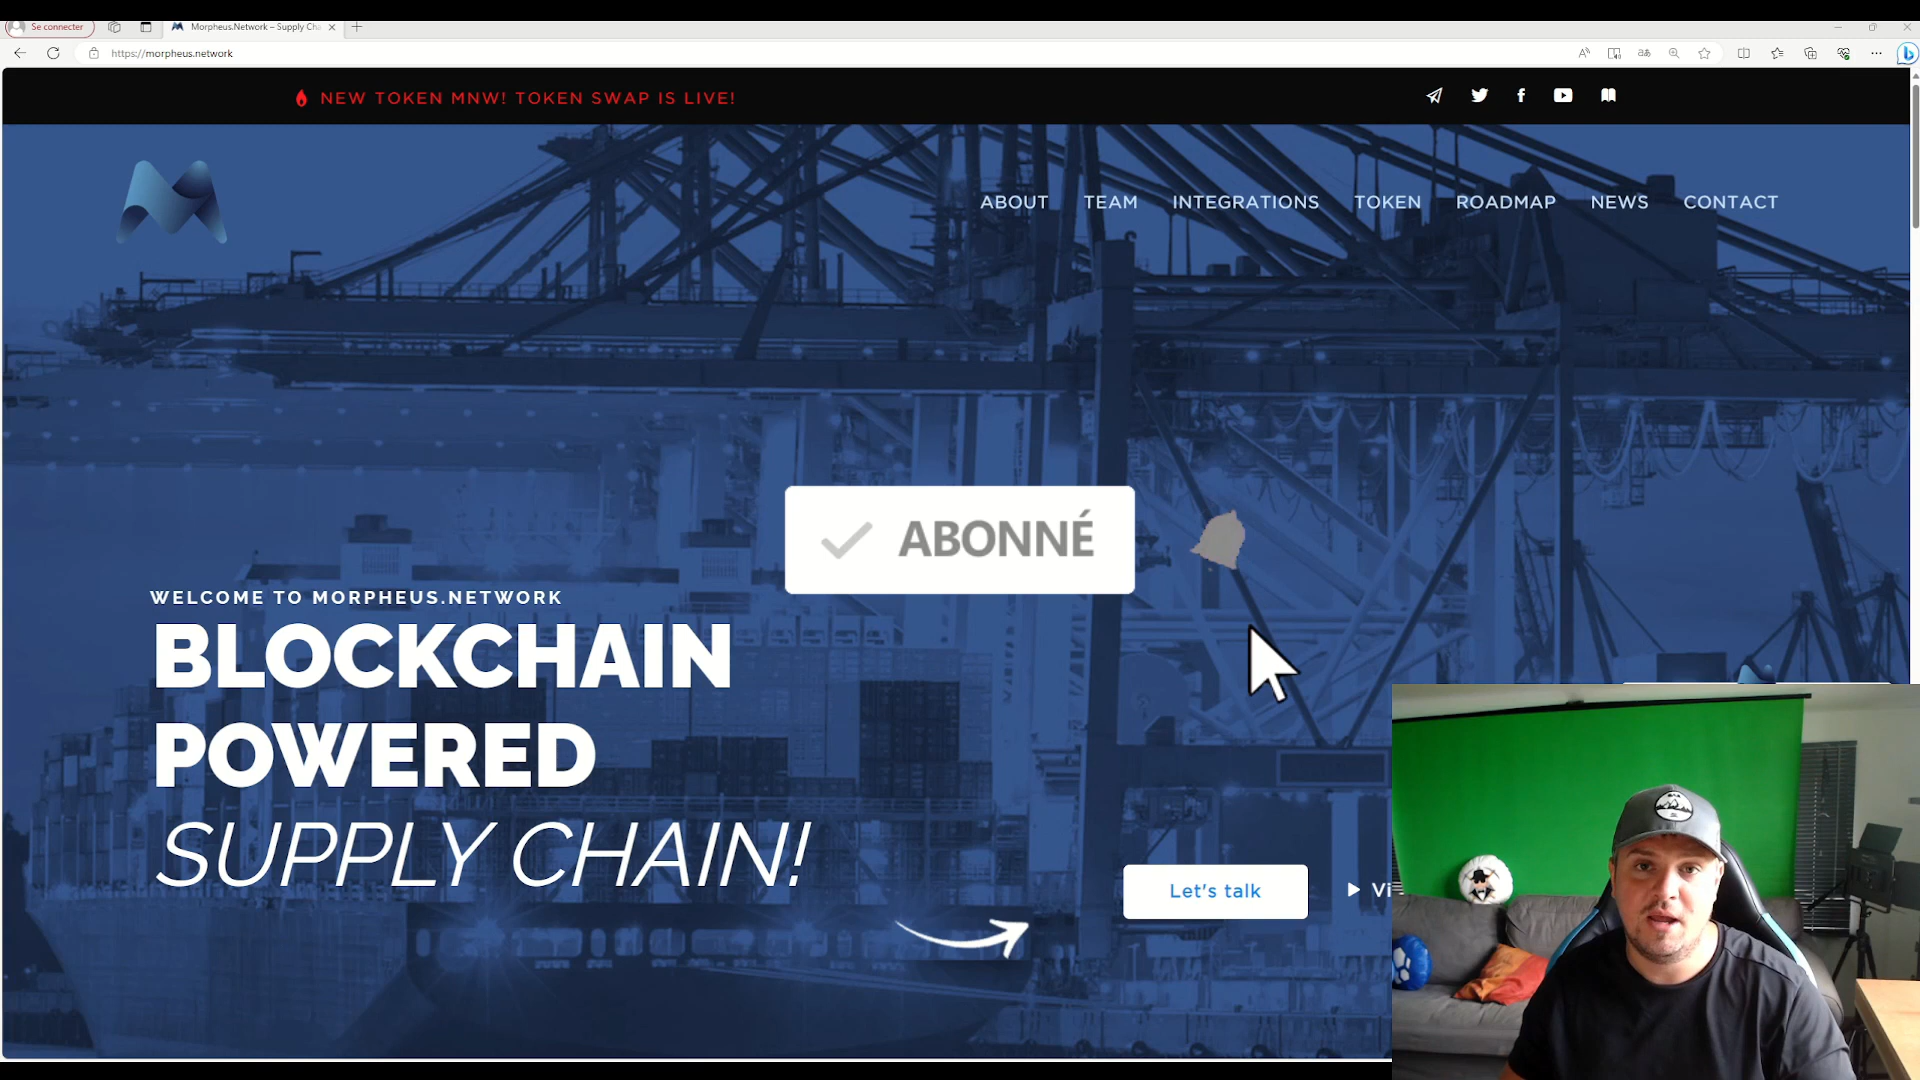 Se connecter
Morpheus.Network – Supply Cha
https://morpheus.network
NEW TOKEN MNW! TOKEN SWAP IS LIVE!
ABOUT TEAM INTEGRATIONS TOKEN ROADMAP NEWS CONTACT
ABONNÉ
WELCOME TO MORPHEUS.NETWORK
BLOCKCHAIN
POWERED
SUPPLY CHAIN!
Let's talk